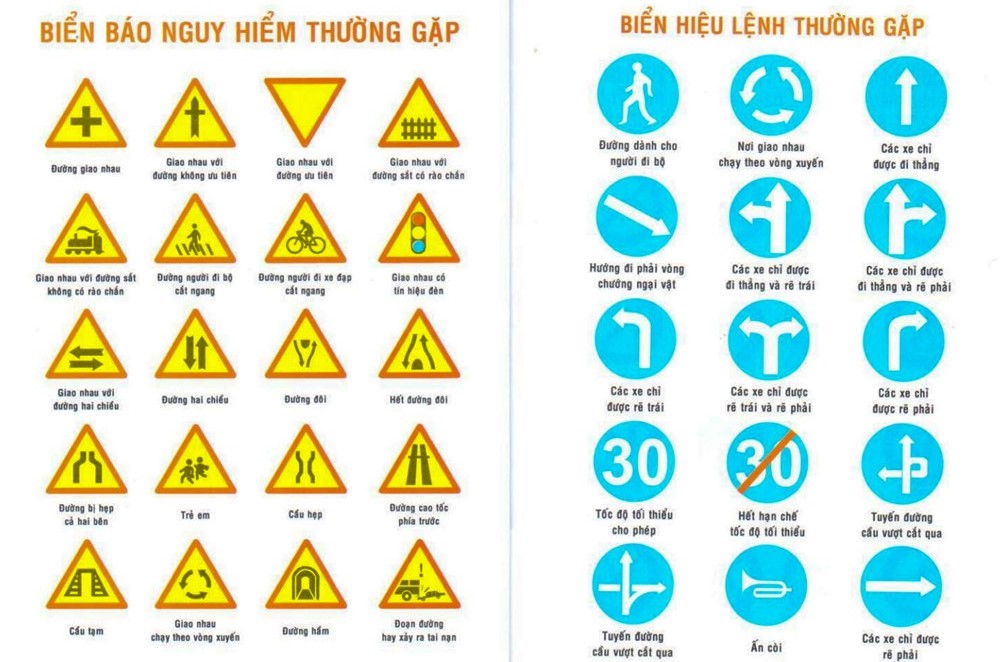 BIỂN BÁO NGUY HIỂM THƯỜNG GẶP
Đường giao nhau
Giao nhau với
đường không ưu tiên
Giao nhau với
đường ưu tiên
Giao nhau với
đường sắt có rào chắn
Giao nhau với đường sắt
không có rào chắn
Đường người đi bộ
cắt ngang
Đường người đi xe đạp
cắt ngang
Giao nhau có
tín hiệu đèn
Giao nhau với
đường hai chiều
Đường hai chiều
Đường đôi
Hết đường đôi
Đường bị hẹp
cả hai bên
Trẻ em
Cầu hẹp
Đường cao tốc
phía trước
Cầu tạm
Giao nhau
chạy theo vòng xuyến
Đường hầm
!
Đoạn đường
hay xảy ra tai nạn
BIỂN HIỆU LỆNH THƯỜNG GẶP
Đường dành cho
người đi bộ
Nơi giao nhau
chạy theo vòng xuyến
Các xe chỉ
được đi thẳng
Hướng đi phải vòng
chướng ngại vật
Các xe chỉ được
đi thẳng và rẽ trái
Các xe chỉ được
đi thẳng và rẽ phải
Các xe chỉ
được rẽ trái
Các xe chỉ được
rẽ trái và rẽ phải
Các xe chỉ
được rẽ phải
30
Tốc độ tối thiểu
cho phép
30
Hết hạn chế
tốc độ tối thiểu
Tuyến đường
cầu vượt cắt qua
Tuyến đường
cầu vượt cắt qua
Ấn còi
Các xe chỉ được
rẽ phải